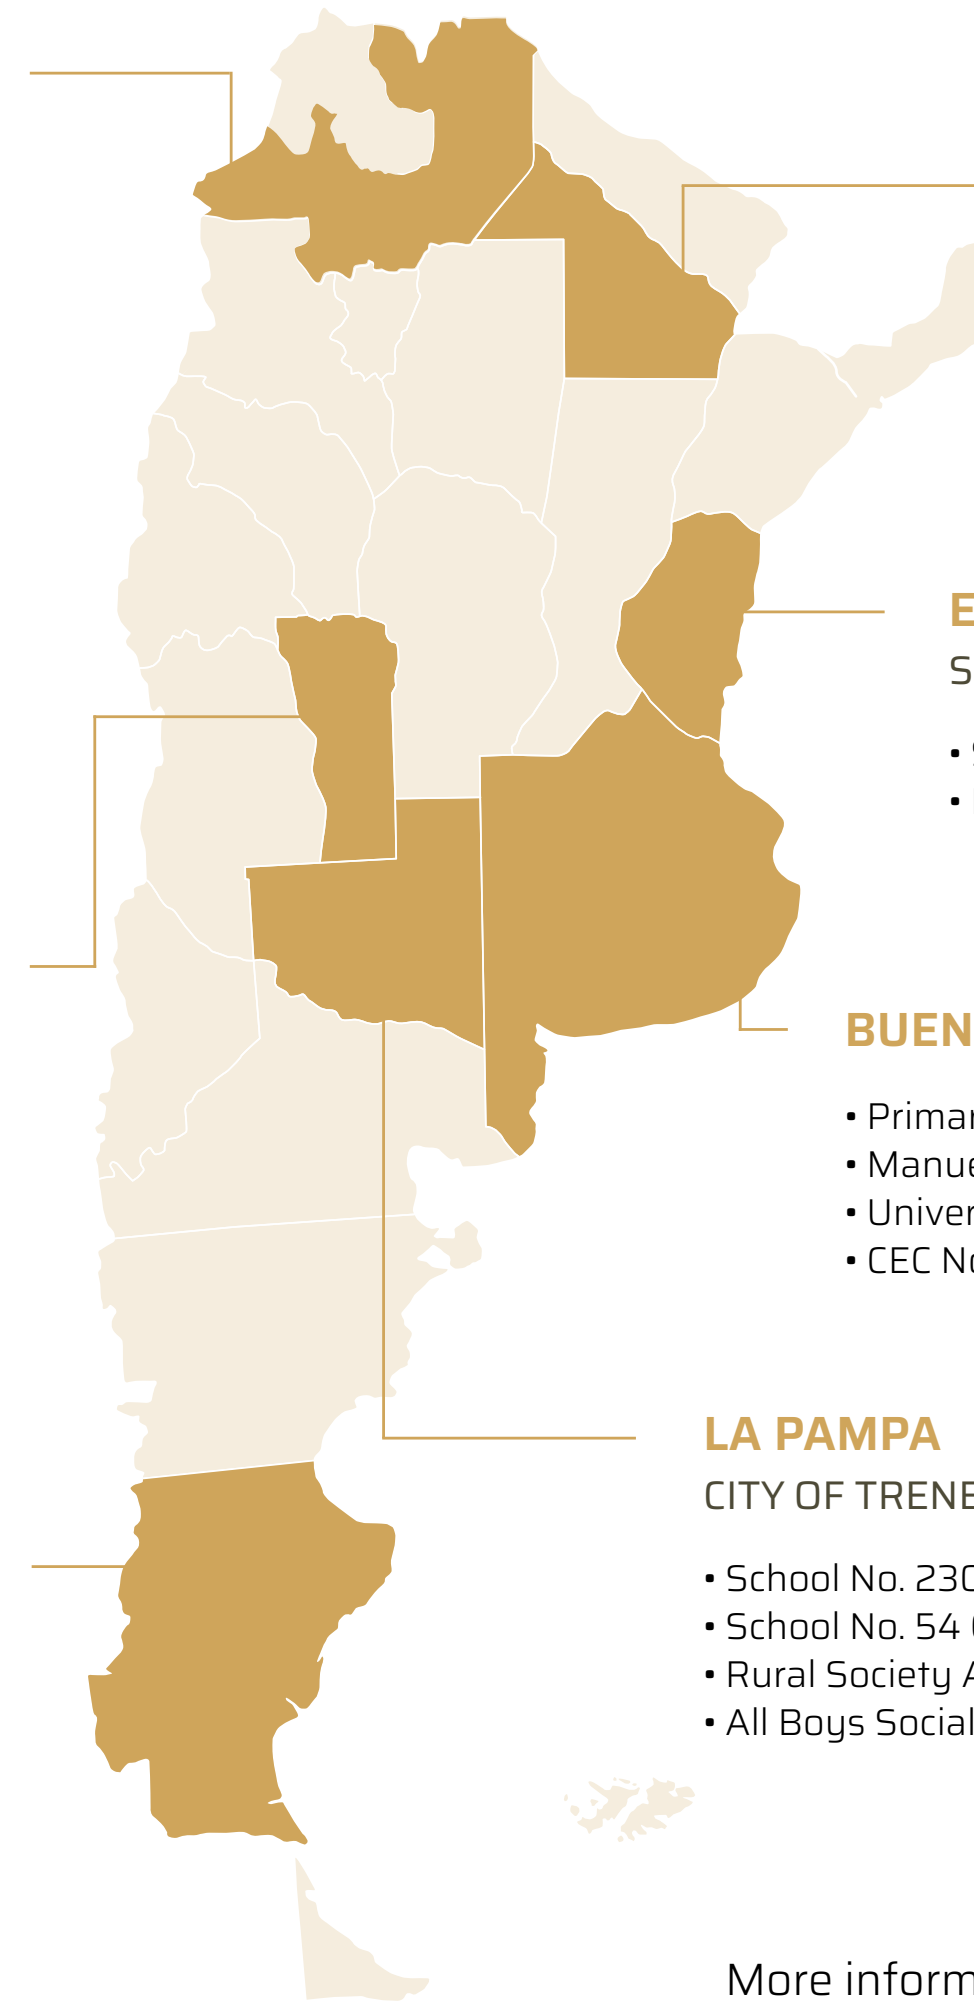 E
S
•
•
BUEN
• Primar
• Manue
• Univer
• CEC No
LA PAMPA
CITY OF TRENE
• School No. 230
• School No. 54
• Rural Society A
• All Boys Social
More inform